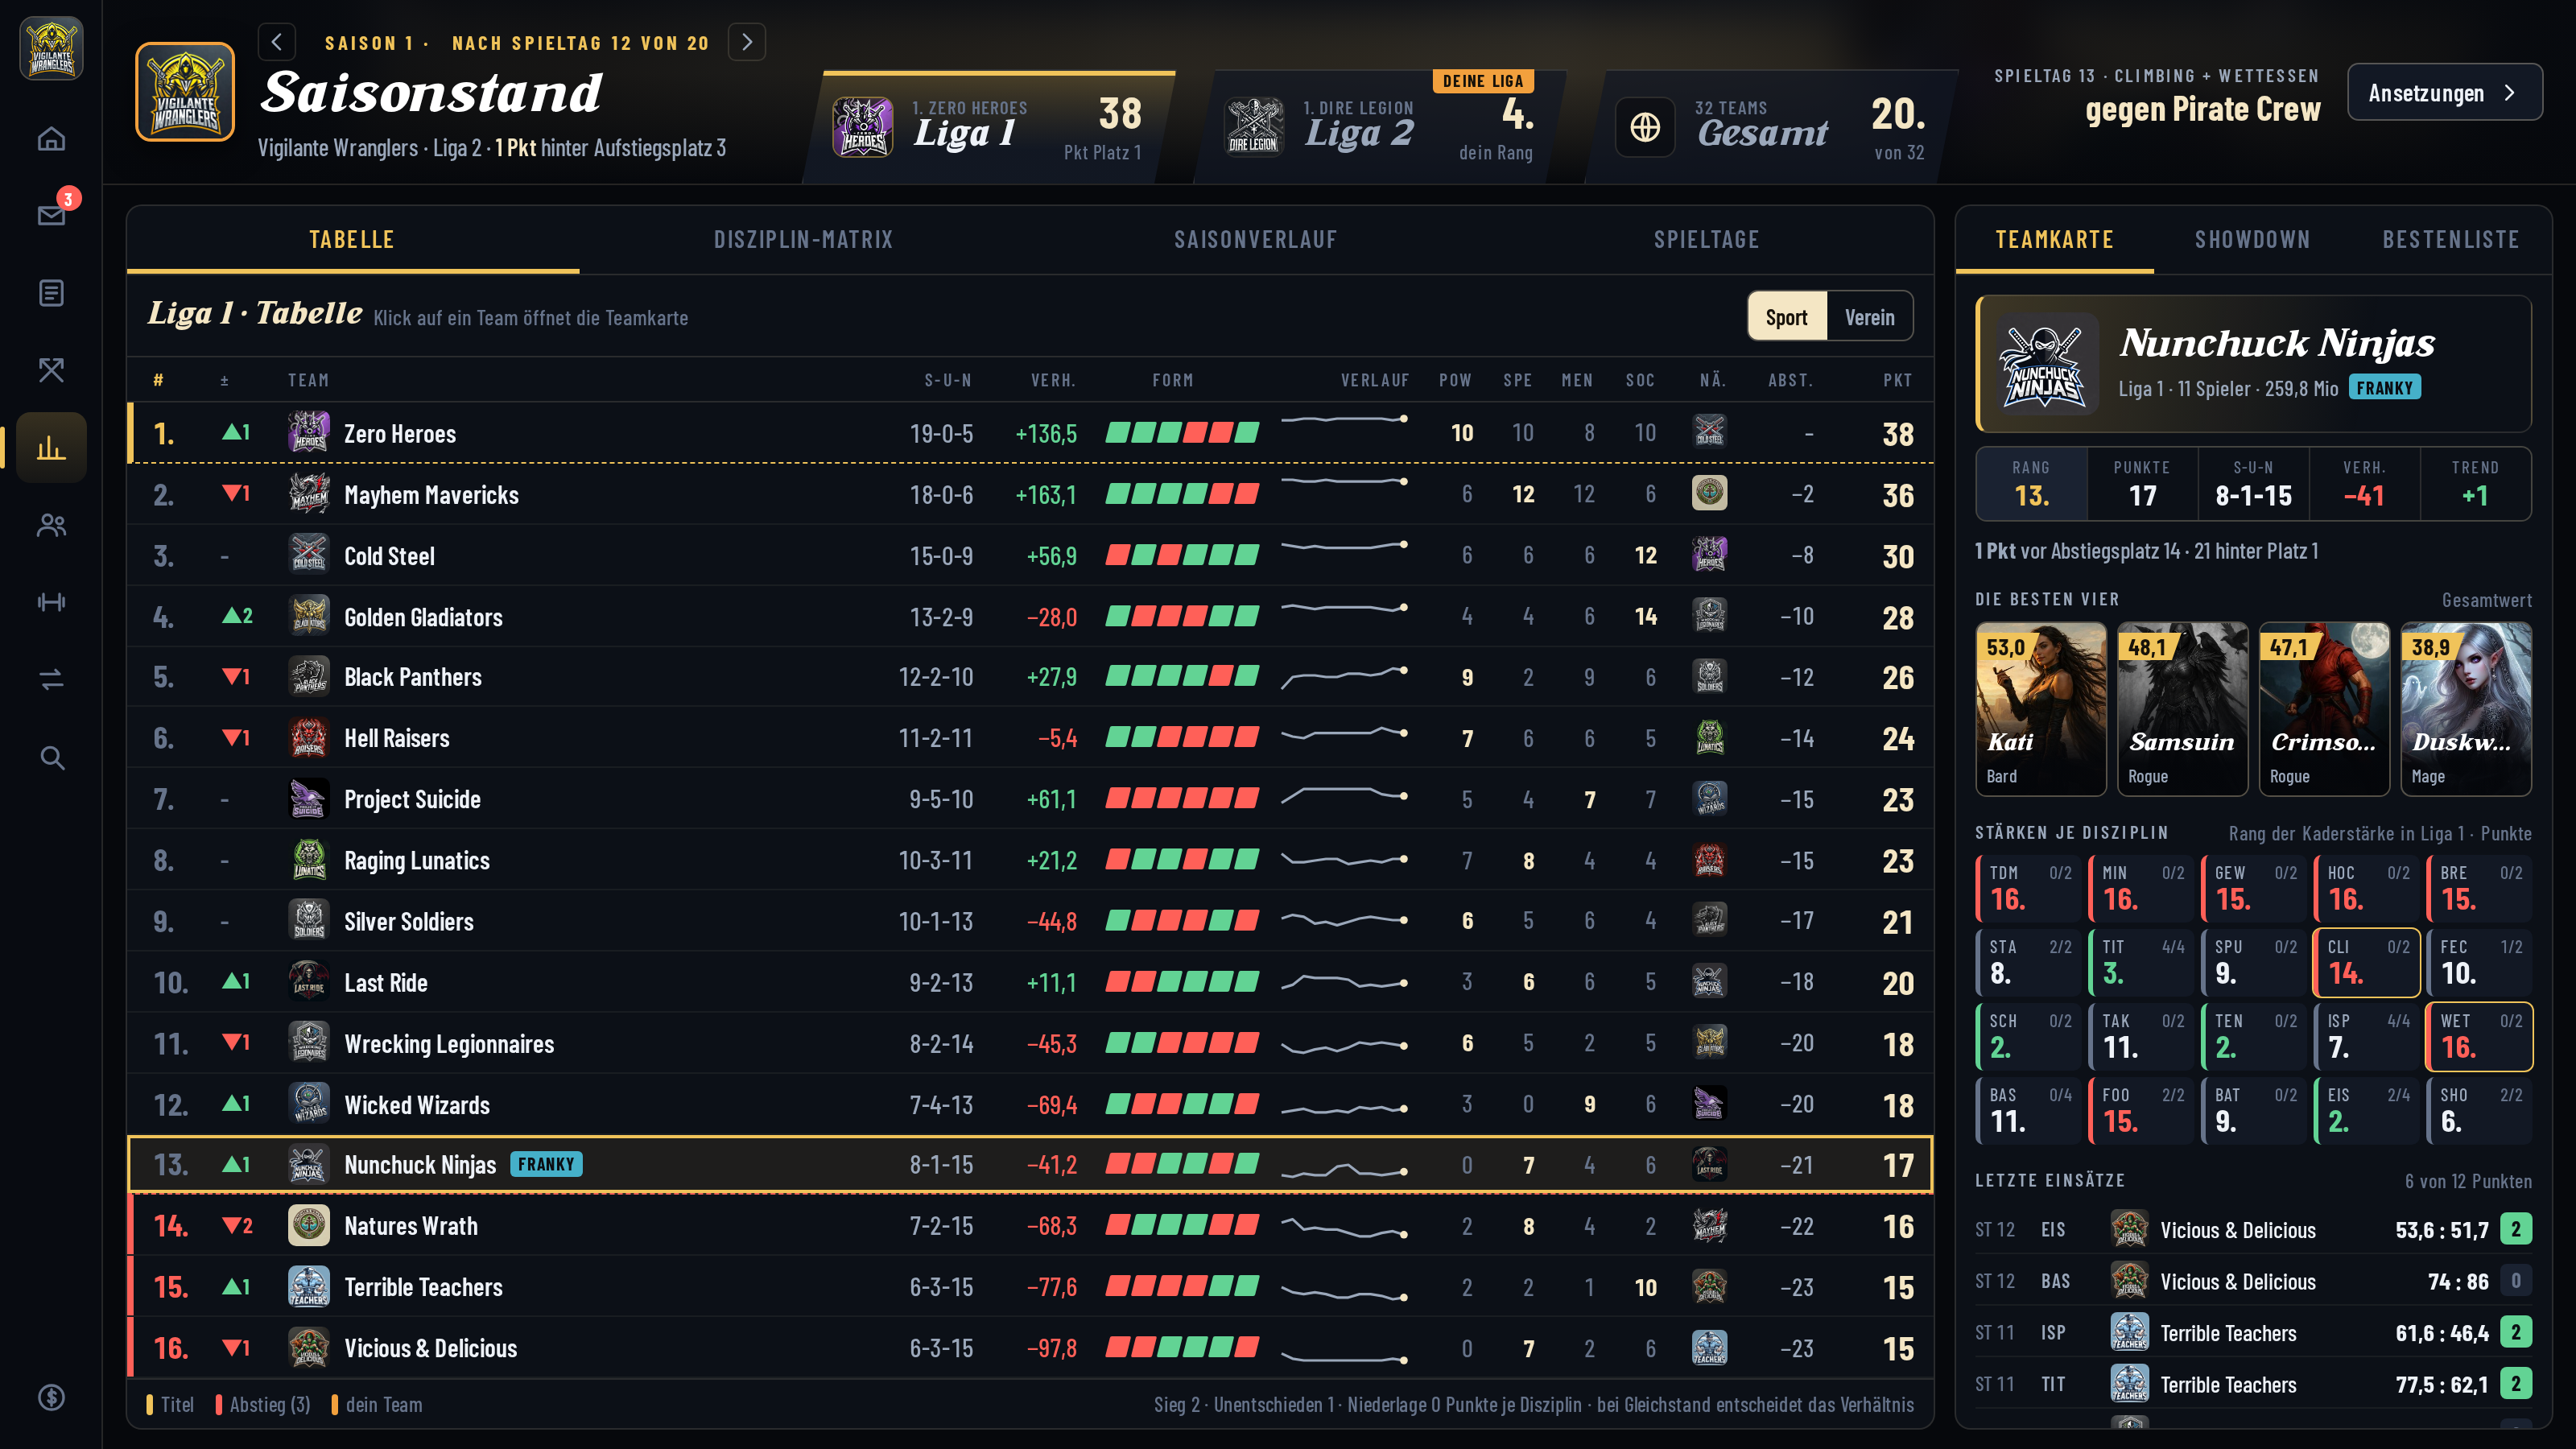 SAISON 1 · NACH SPIELTAG 12 VON 20
Saisonstand
Vigilante Wranglers · Liga 2 · 1 Pkt hinter Aufstiegsplatz 3
VIGILANTE WRANGLERS
3
1. ZERO HEROES
Liga 1
38
Pkt Platz 1
DEINE LIGA
1. DIRE LEGION
Liga 2
4.
dein Rang
32 TEAMS
Gesamt
20.
von 32
SPIELTAG 13 · CLIMBING + WETTESSEN
gegen Pirate Crew
Ansetzungen
TABELLE DISZIPLIN-MATRIX SAISONVERLAUF SPIELTAGE
Liga 1 · Tabelle Klick auf ein Team öffnet die Teamkarte
Sport Verein
# ± TEAM S-U-N VERH. FORM VERLAUF POW SPE MEN SOC NÄ. ABST. PKT
1. ▲1 Zero Heroes 19-0-5 +136,5 10 10 8 10 - 38
2. ▼1 Mayhem Mavericks 18-0-6 +163,1 6 12 12 6 −2 36
3. - Cold Steel 15-0-9 +56,9 6 6 6 12 −8 30
4. ▲2 Golden Gladiators 13-2-9 −28,0 4 4 6 14 −10 28
5. ▼1 Black Panthers 12-2-10 +27,9 9 2 9 6 −12 26
6. ▼1 Hell Raisers 11-2-11 −5,4 7 6 6 5 −14 24
7. - Project Suicide 9-5-10 +61,1 5 4 7 7 −15 23
8. - Raging Lunatics 10-3-11 +21,2 7 8 4 4 −15 23
9. - Silver Soldiers 10-1-13 −44,8 6 5 6 4 −17 21
10. ▲1 Last Ride 9-2-13 +11,1 3 6 6 5 −18 20
11. ▼1 Wrecking Legionnaires 8-2-14 −45,3 6 5 2 5 −20 18
12. ▲1 Wicked Wizards 7-4-13 −69,4 3 0 9 6 −20 18
13. ▲1 Nunchuck Ninjas FRANKY 8-1-15 −41,2 0 7 4 6 −21 17
14. ▼2 Natures Wrath 7-2-15 −68,3 2 8 4 2 −22 16
15. ▲1 Terrible Teachers 6-3-15 −77,6 2 2 1 10 −23 15
16. ▼1 Vicious & Delicious 6-3-15 −97,8 0 7 2 6 −23 15
Titel Abstieg (3) dein Team
Sieg 2 · Unentschieden 1 · Niederlage 0 Punkte je Disziplin · bei Gleichstand entscheidet das Verhältnis
TEAMKARTE SHOWDOWN BESTENLISTE
NUNCHUCK NINJAS
Nunchuck Ninjas
Liga 1 · 11 Spieler · 259,8 Mio FRANKY
RANG PUNKTE S-U-N VERH. TREND
13. 17 8-1-15 −41 +1
1 Pkt vor Abstiegsplatz 14 · 21 hinter Platz 1
DIE BESTEN VIER Gesamtwert
53,0 48,1 47,1 38,9
Kati Samsuin Crimso... Duskw...
Bard Rogue Rogue Mage
STÄRKEN JE DISZIPLIN Rang der Kaderstärke in Liga 1 · Punkte
TDM 0/2 MIN 0/2 GEW 0/2 HOC 0/2 BRE 0/2
16. 16. 15. 16. 15.
STA 2/2 TIT 4/4 SPU 0/2 CLI 0/2 FEC 1/2
8. 3. 9. 14. 10.
SCH 0/2 TAK 0/2 TEN 0/2 ISP 4/4 WET 0/2
2. 11. 2. 7. 16.
BAS 0/4 FOO 2/2 BAT 0/2 EIS 2/4 SHO 2/2
11. 15. 9. 2. 6.
LETZTE EINSÄTZE 6 von 12 Punkten
ST 12 EIS Vicious & Delicious 53,6 : 51,7 2
ST 12 BAS Vicious & Delicious 74 : 86 0
ST 11 ISP Terrible Teachers 61,6 : 46,4 2
ST 11 TIT Terrible Teachers 77,5 : 62,1 2